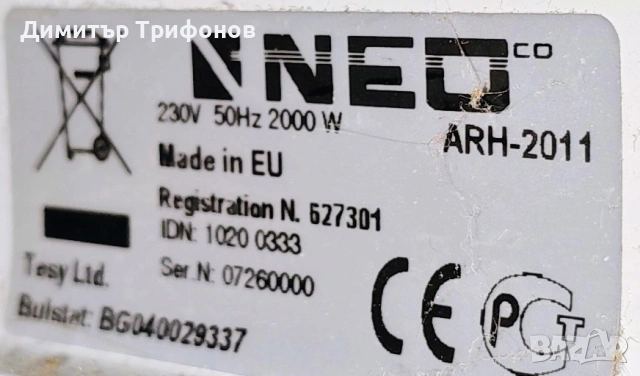 Димитър Трифонов
NEO CO
230V 50Hz 2000 W
ARH-2011
Made in EU
Registration N. 627301
IDN: 1020 0333
Ser. N: 07260000
Tesy Ltd.
Bulstat: BG040029337
CE PCT
BAZAR